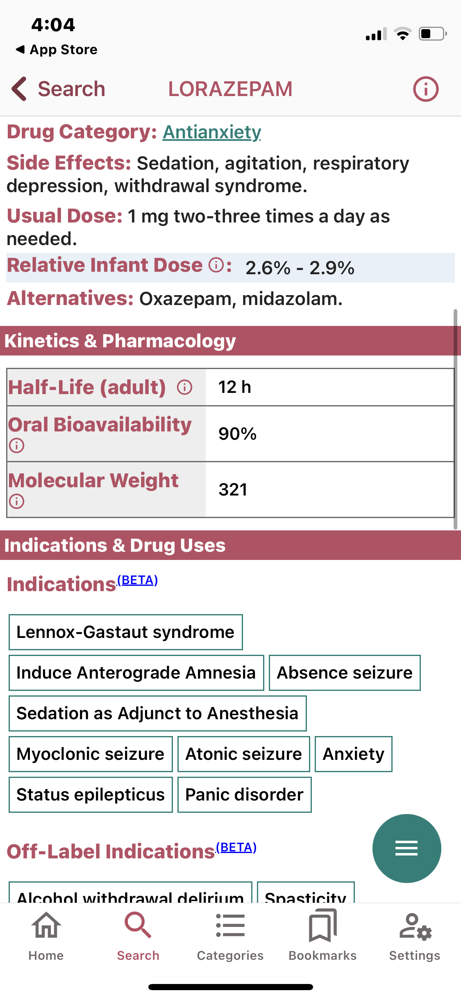 4:04
◀ App Store
Search
LORAZEPAM
Drug Category: Antianxiety
Side Effects: Sedation, agitation, respiratory
depression, withdrawal syndrome.
Usual Dose: 1 mg two-three times a day as
needed.
Relative Infant Dose ⓘ: 2.6% - 2.9%
Alternatives: Oxazepam, midazolam.
Kinetics & Pharmacology
Half-Life (adult) ⓘ 12 h
Oral Bioavailability ⓘ 90%
Molecular Weight ⓘ 321
Indications & Drug Uses
Indications(BETA)
Lennox-Gastaut syndrome
Induce Anterograde Amnesia Absence seizure
Sedation as Adjunct to Anesthesia
Myoclonic seizure Atonic seizure Anxiety
Status epilepticus Panic disorder
Off-Label Indications(BETA)
Alcohol withdrawal delirium Spasticity
Home Search Categories Bookmarks Settings